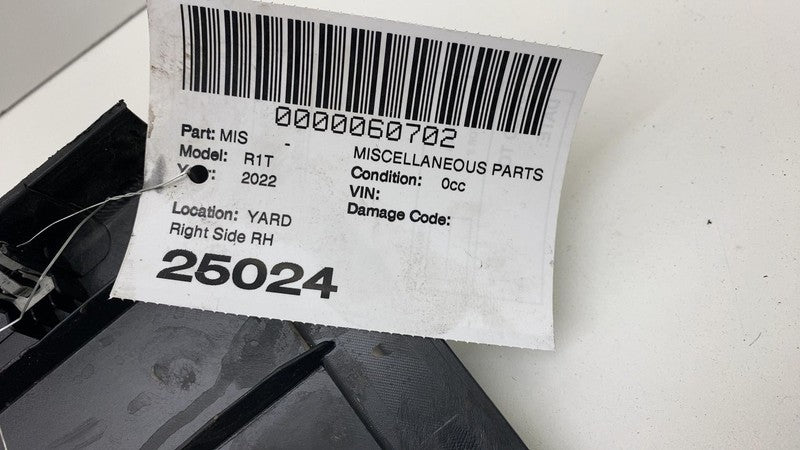 0000060702
Part: MIS - MISCELLANEOUS PARTS
Model: R1T Condition: 0cc
2022 VIN:
Location: YARD Damage Code:
Right Side RH
25024